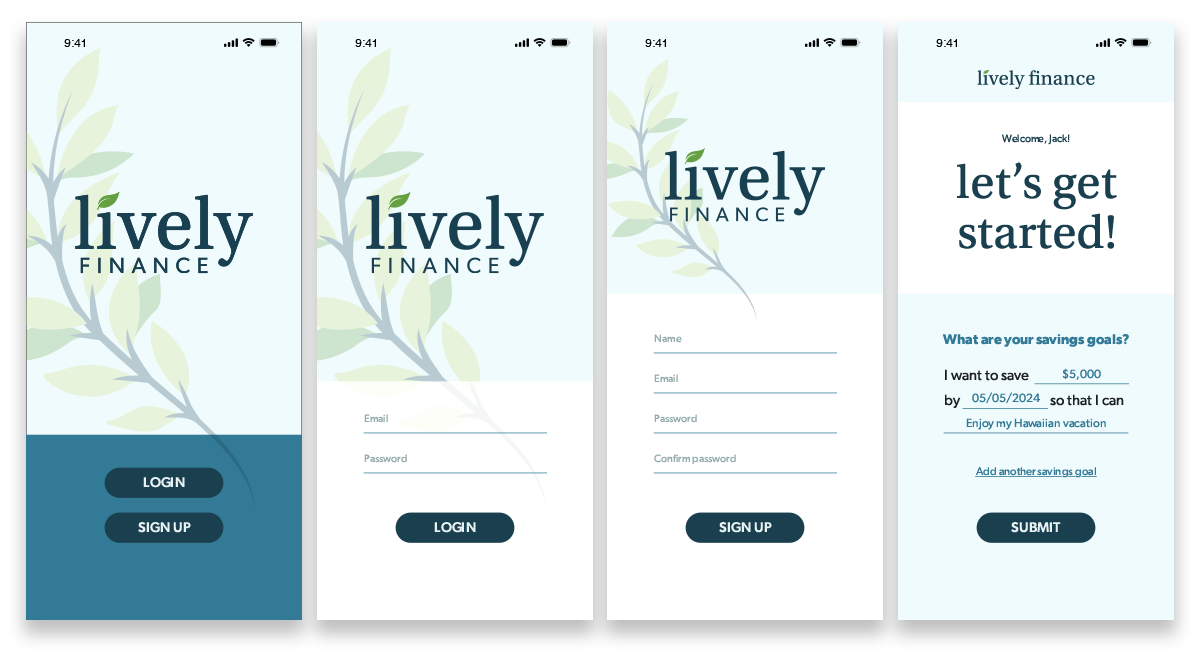 9:41
lively
FINANCE
LOGIN
SIGN UP
9:41
lively
FINANCE
Email
Password
LOGIN
9:41
lively
FINANCE
Name
Email
Password
Confirm password
SIGN UP
9:41
lively finance
Welcome, Jack!
let’s get
started!
What are your savings goals?
I want to save $5,000
by 05/05/2024 so that I can
Enjoy my Hawaiian vacation
Add another savings goal
SUBMIT